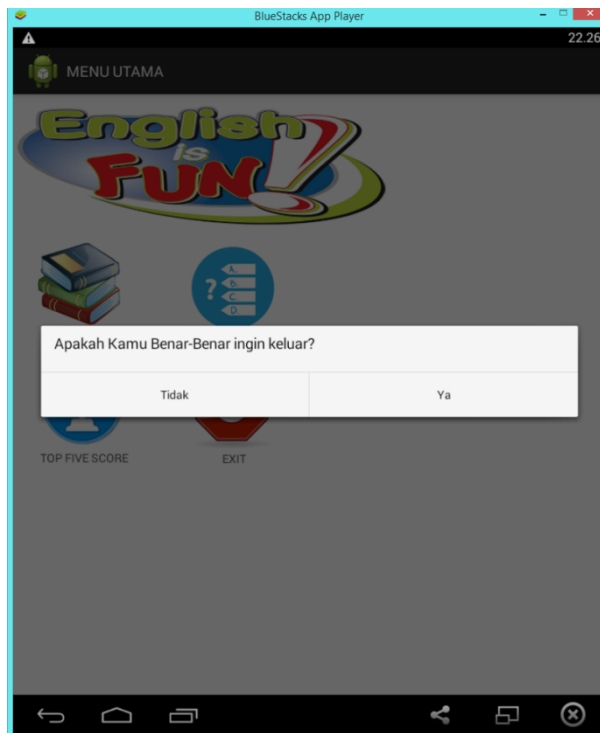 BlueStacks App Player
22.26
MENU UTAMA
English
is
FUN!
?
A.
B.
C.
D.
Apakah Kamu Benar-Benar ingin keluar?
Tidak
Ya
TOP FIVE SCORE
EXIT